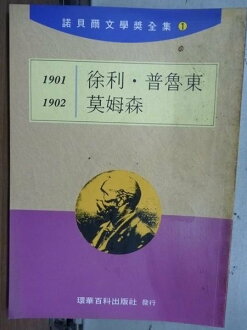 諾貝爾文學奬全集 1
1901 徐利·普魯東
1902 莫姆森
環華百科出版社 發行